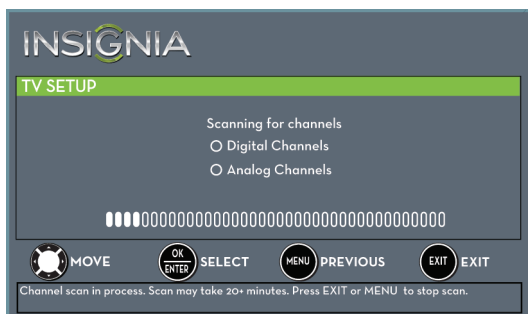 INSIGNIA
TV SETUP
Scanning for channels
Digital Channels
Analog Channels
MOVE OK ENTER SELECT MENU PREVIOUS EXIT EXIT
Channel scan in process. Scan may take 20+ minutes. Press EXIT or MENU to stop scan.